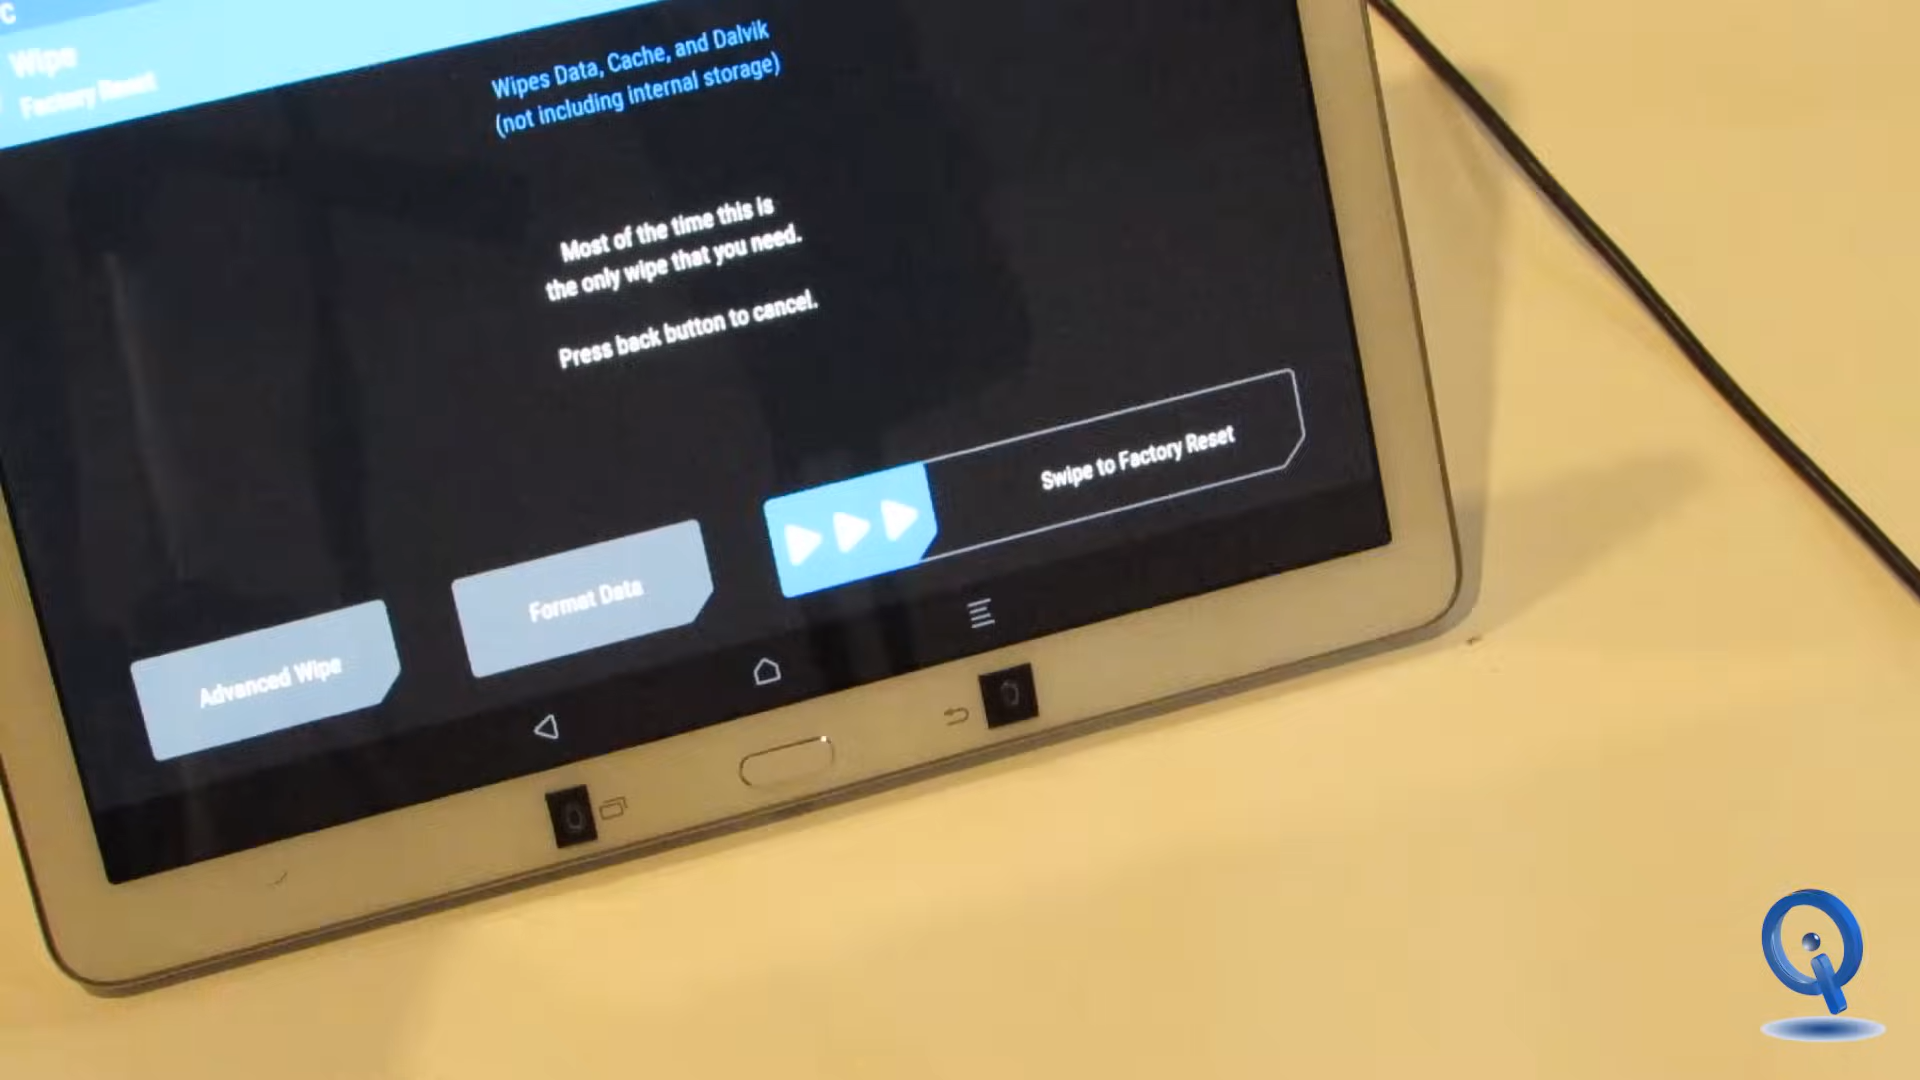 Wipe
Factory Reset
Wipes Data, Cache, and Dalvik
(not including internal storage)
Most of the time this is
the only wipe that you need.
Press back button to cancel.
Swipe to Factory Reset
Format Data
Advanced Wipe